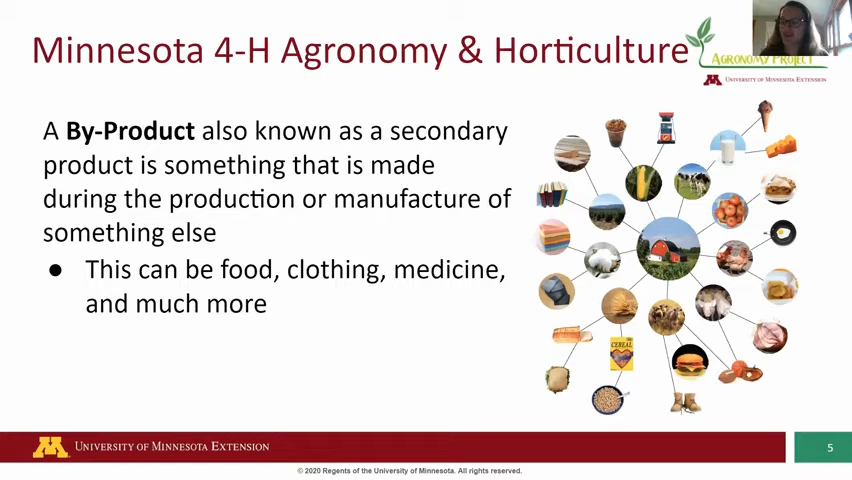 Minnesota 4-H Agronomy & Horticulture
AGRONOMY PROJECT
UNIVERSITY OF MINNESOTA EXTENSION
A By-Product also known as a secondary
product is something that is made
during the production or manufacture of
something else
● This can be food, clothing, medicine,
and much more
CEREAL
UNIVERSITY OF MINNESOTA EXTENSION
5
© 2020 Regents of the University of Minnesota. All rights reserved.